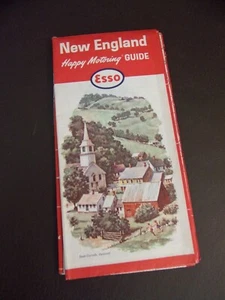 New England
Happy Motoring GUIDE
Esso